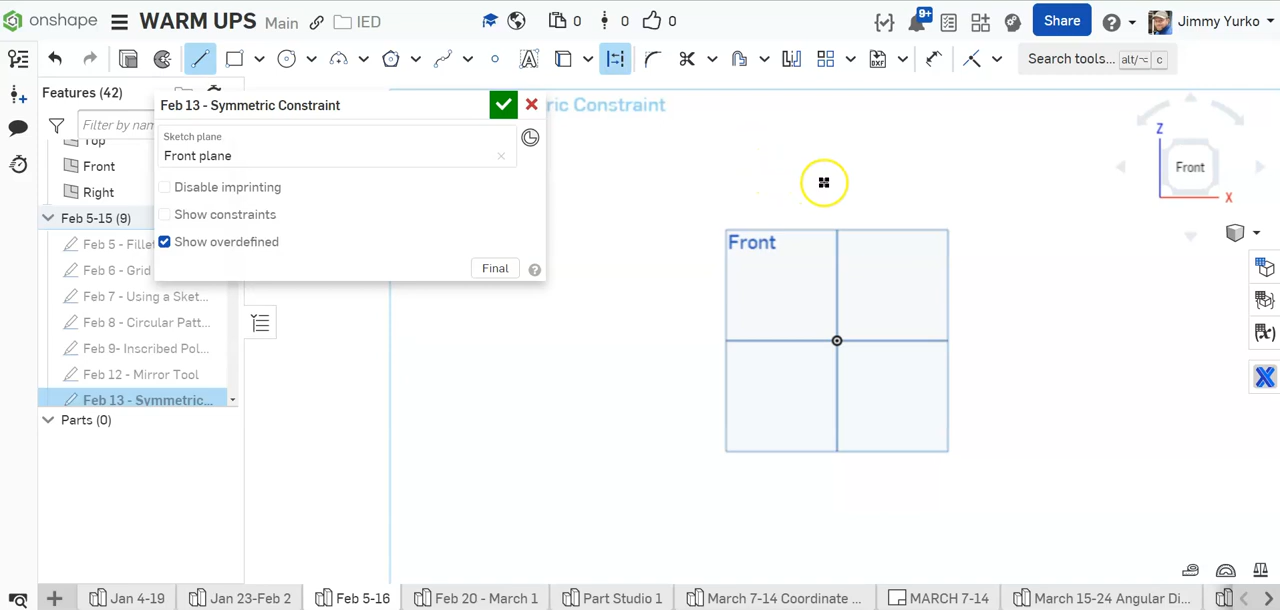 onshape WARM UPS Main IED 0 0 0 9+ Share Jimmy Yurko
Search tools... alt/⌥ c
Features (42)
Filter by nam
Top
Front
Right
Feb 5-15 (9)
Feb 5 - Fille
Feb 6 - Grid
Feb 7 - Using a Sket...
Feb 8 - Circular Patt...
Feb 9- Inscribed Pol...
Feb 12 - Mirror Tool
Feb 13 - Symmetric...
Parts (0)
Feb 13 - Symmetric Constraint
Sketch plane
Front plane
Disable imprinting
Show constraints
Show overdefined
Final
ric Constraint
Front
Z
Front
X
Jan 4-19 Jan 23-Feb 2 Feb 5-16 Feb 20 - March 1 Part Studio 1 March 7-14 Coordinate ... MARCH 7-14 March 15-24 Angular Di...